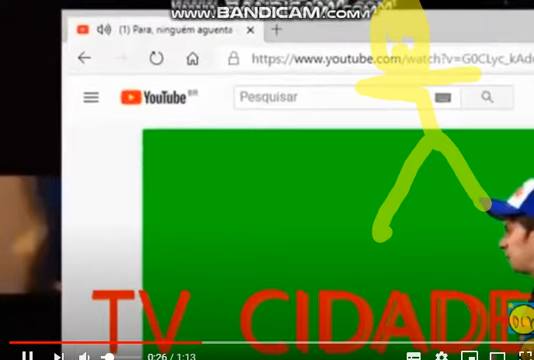 www.BANDICAM.com
(1) Para, ninguém aguenta
https://www.youtube.com/watch?v=G0CLyc_kAd
YouTube BR
Pesquisar
TV CIDADE
0:26 / 1:13